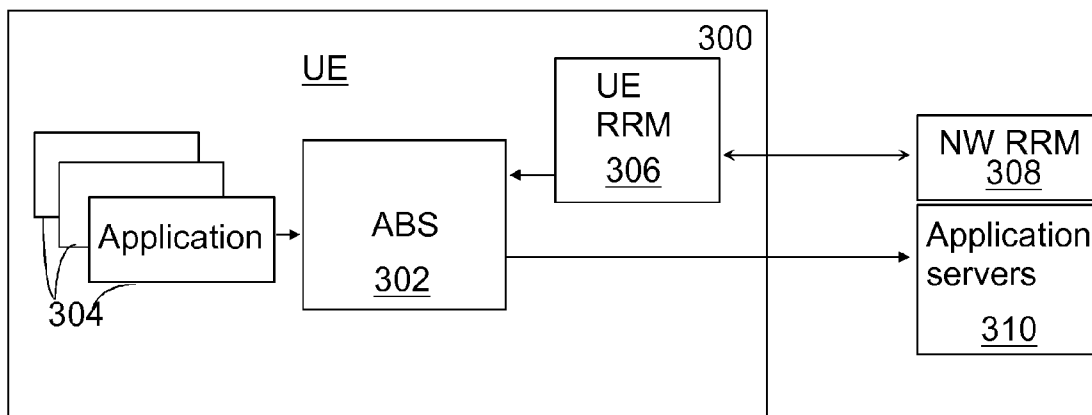 300
UE
UE
RRM
306
NW RRM
308
Application
304
ABS
302
Application
servers
310